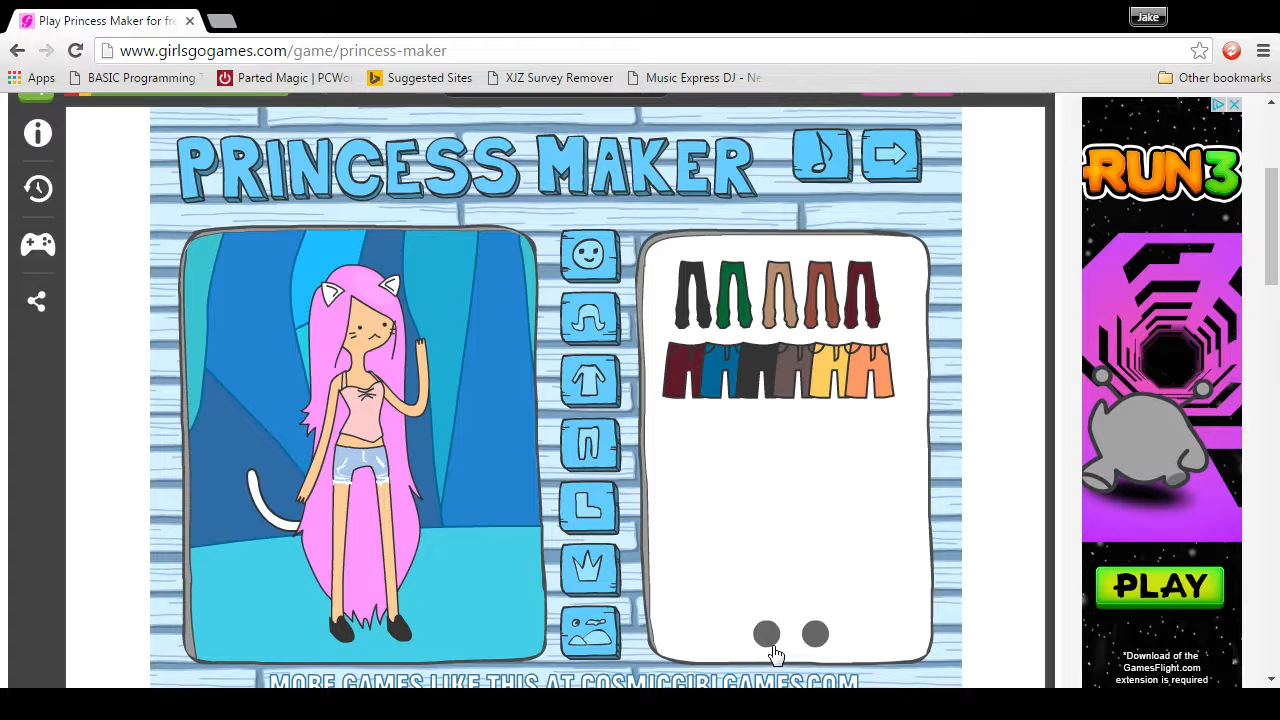 Play Princess Maker for fr
Jake
www.girlsgogames.com/game/princess-maker
Apps
BASIC Programming
Parted Magic | PCWo
Suggested Sites
XJZ Survey Remover
Music Express DJ - Ne
Other bookmarks
PRINCESS MAKER
RUN3
PLAY
*Download of the
GamesFlight.com
extension is required
MORE GAMES LIKE THIS AT COSMICGIRLGAMES.COM